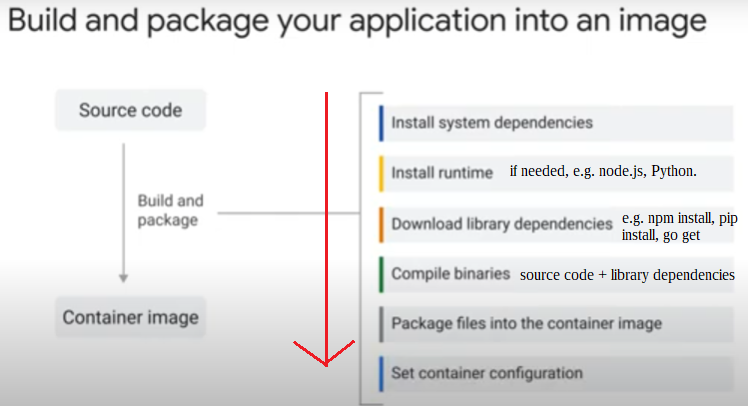 Build and package your application into an image
Source code
Build and
package
Container image
Install system dependencies
Install runtime if needed, e.g. node.js, Python.
Download library dependencies e.g. npm install, pip
install, go get
Compile binaries source code + library dependencies
Package files into the container image
Set container configuration